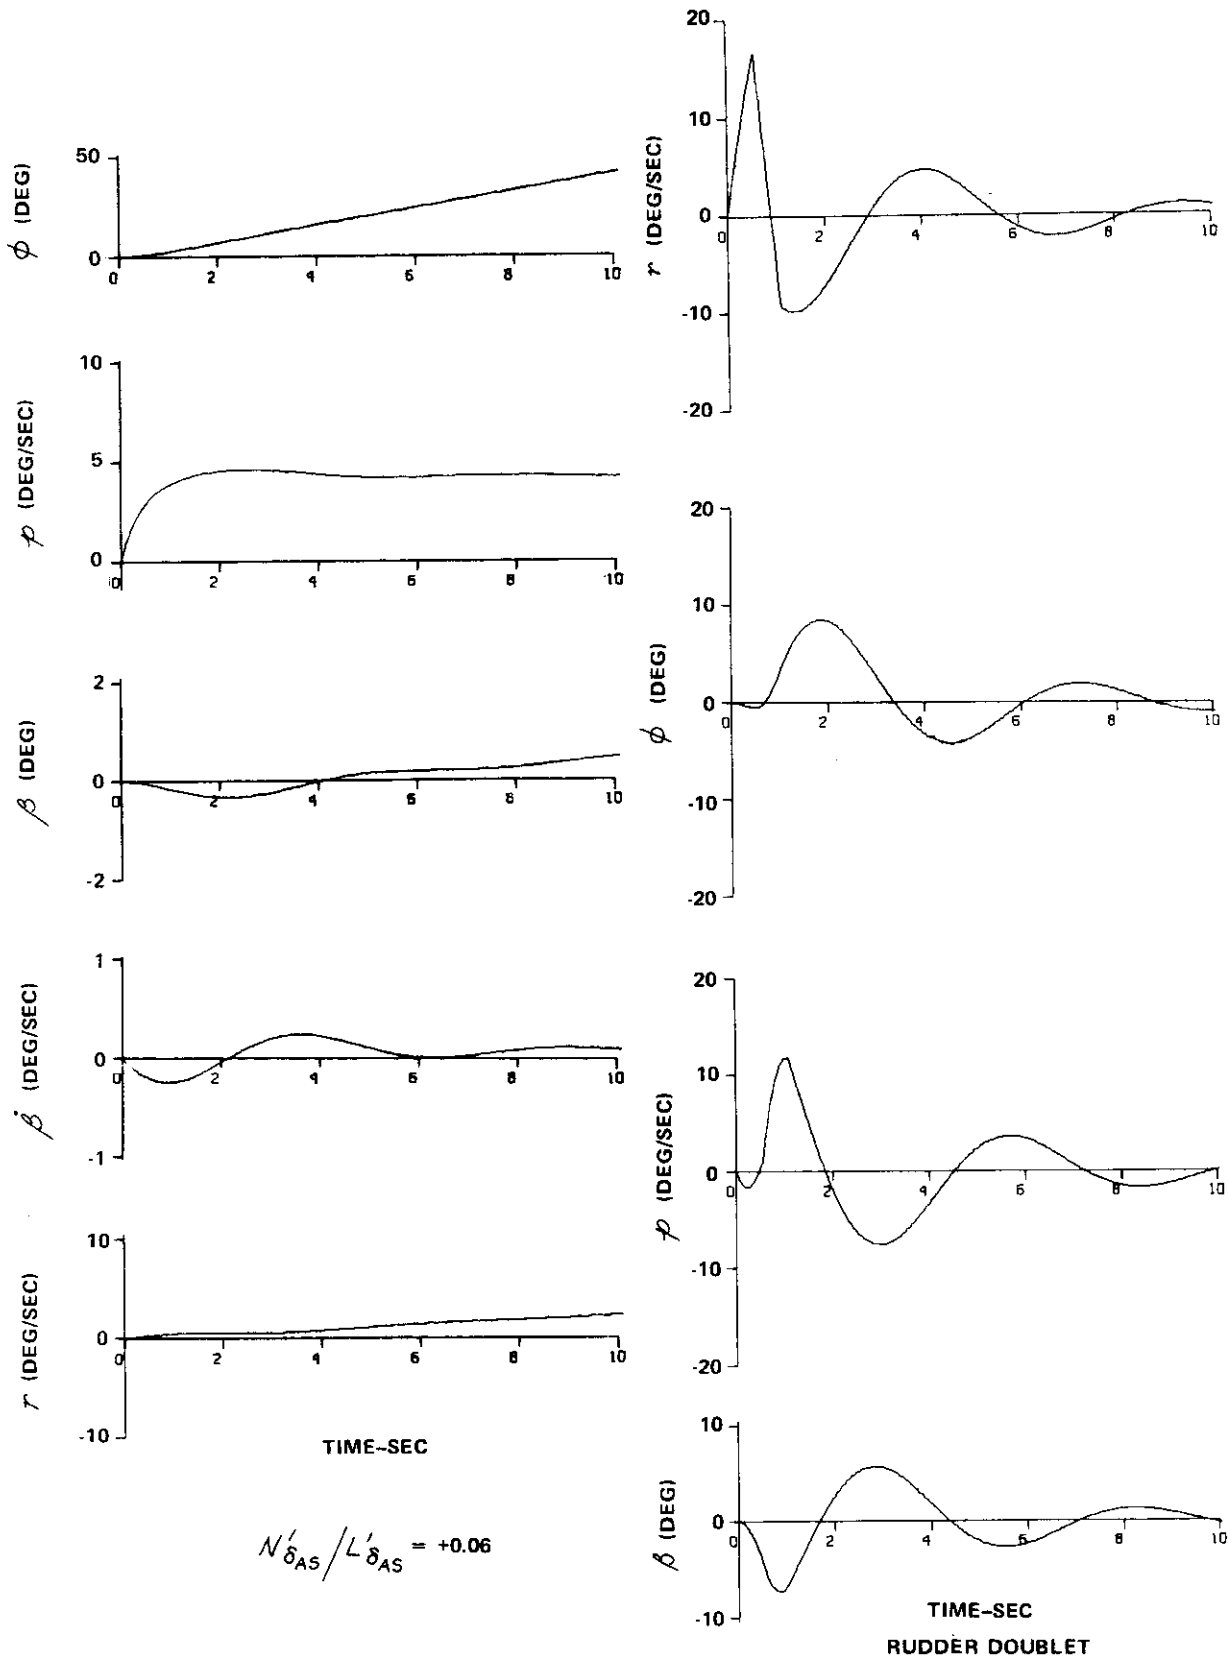 φ (DEG)
50
0
0 2 4 6 8 10
p (DEG/SEC)
10
5
0
0 2 4 6 8 10
β (DEG)
2
0
-2
0 2 4 6 8 10
β̇ (DEG/SEC)
1
0
-1
0 2 4 6 8 10
r (DEG/SEC)
10
0
-10
0 2 4 6 8 10
TIME-SEC
N'δAS/L'δAS = +0.06
r (DEG/SEC)
20
10
0
-10
-20
0 2 4 6 8 10
φ (DEG)
20
10
0
-10
-20
0 2 4 6 8 10
p (DEG/SEC)
20
10
0
-10
-20
0 2 4 6 8 10
β (DEG)
10
0
-10
0 2 4 6 8 10
TIME-SEC
RUDDER DOUBLET